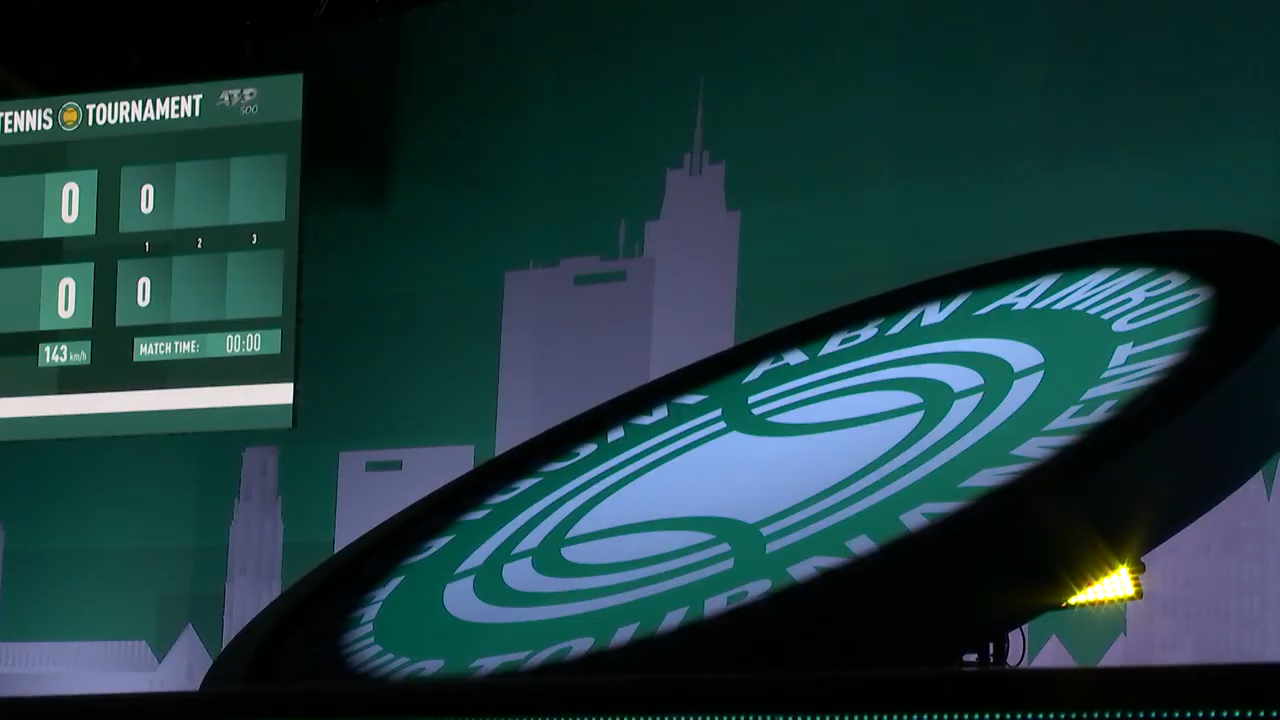 TENNIS TOURNAMENT ATP 500
0 0
1 2 3
0 0
143 km/h MATCH TIME: 00:00
ABN AMRO
TOURNAMENT